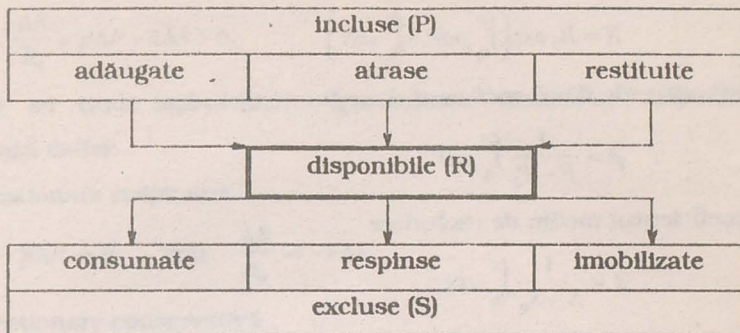 incluse (P)
adăugate atrase restituite
disponibile (R)
consumate respinse imobilizate
excluse (S)